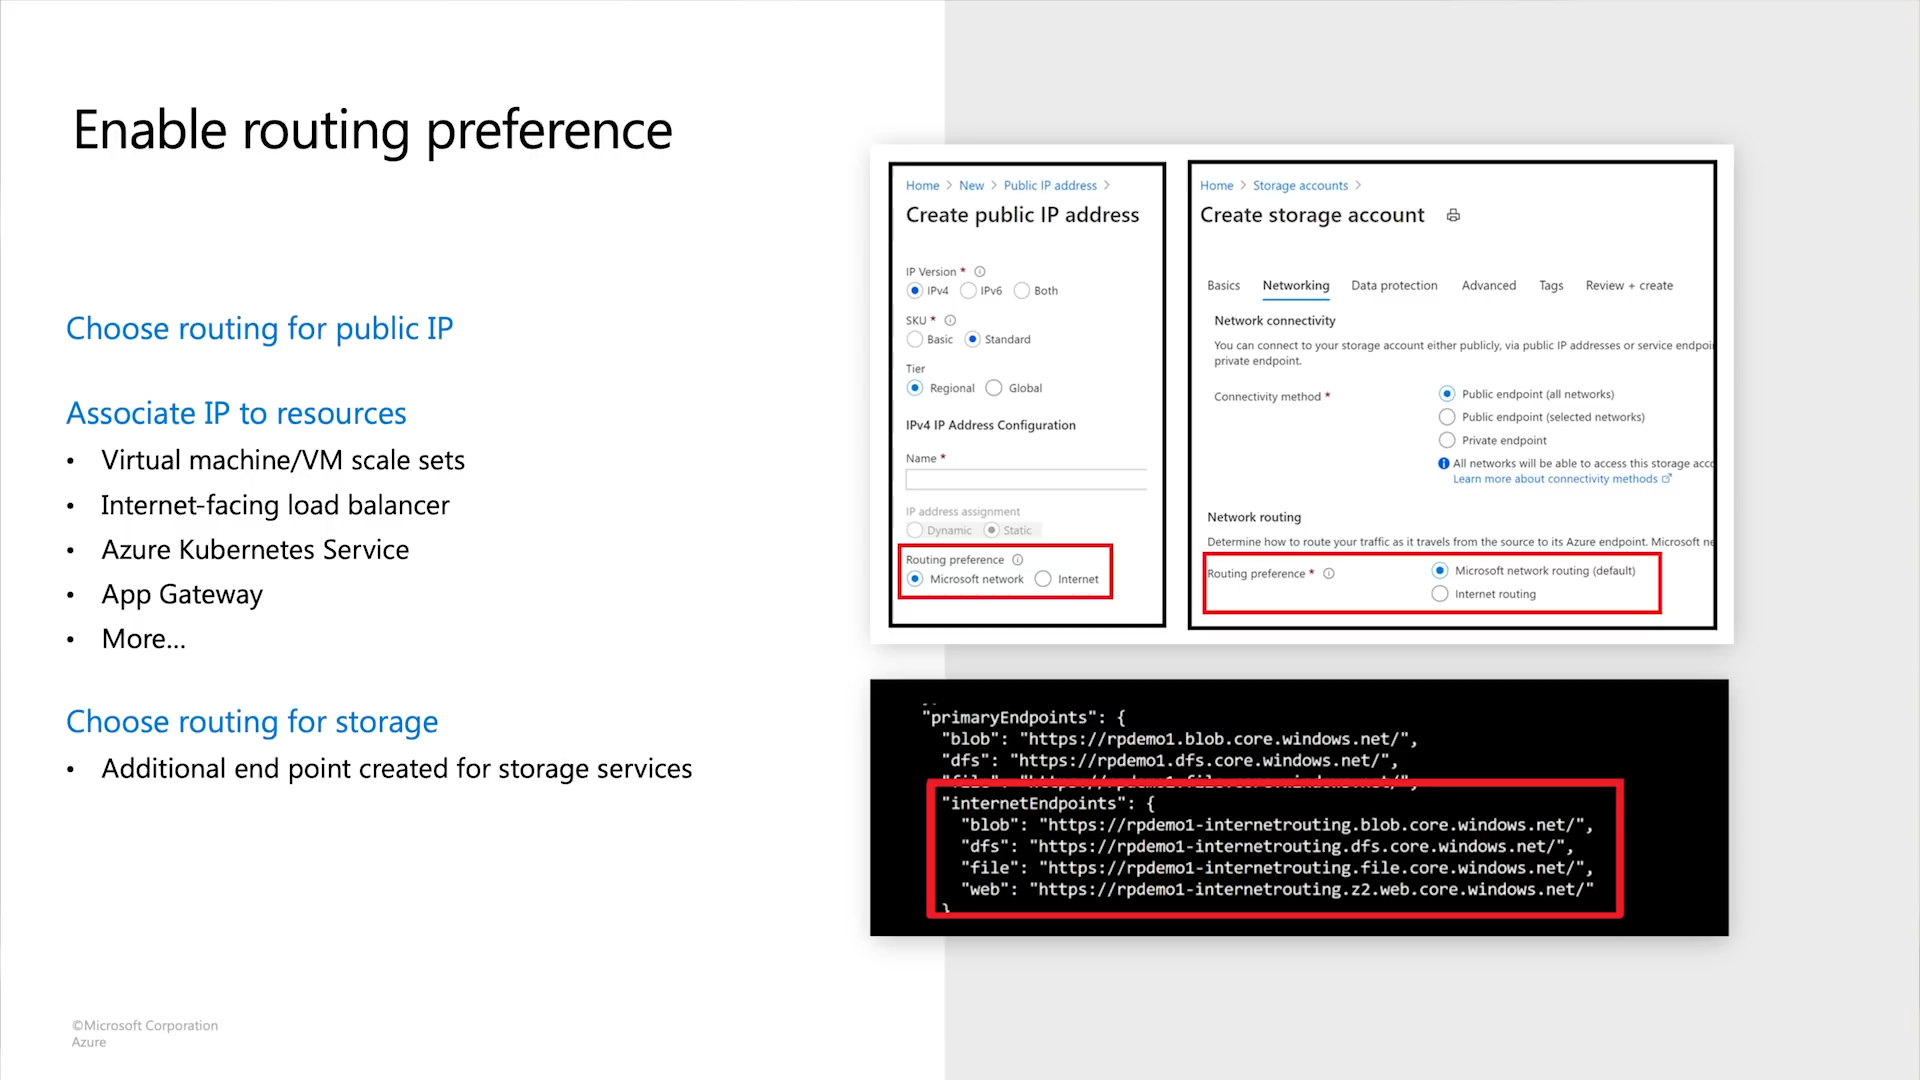 Enable routing preference
Choose routing for public IP
Associate IP to resources
• Virtual machine/VM scale sets
• Internet-facing load balancer
• Azure Kubernetes Service
• App Gateway
• More...
Choose routing for storage
• Additional end point created for storage services
©Microsoft Corporation
Azure
Home > New > Public IP address >
Create public IP address
IP Version *
IPv4 IPv6 Both
SKU *
Basic Standard
Tier
Regional Global
IPv4 IP Address Configuration
Name *
IP address assignment
Dynamic Static
Routing preference
Microsoft network Internet
Home > Storage accounts >
Create storage account
Basics Networking Data protection Advanced Tags Review + create
Network connectivity
You can connect to your storage account either publicly, via public IP addresses or service endpoi
private endpoint.
Connectivity method *
Public endpoint (all networks)
Public endpoint (selected networks)
Private endpoint
All networks will be able to access this storage acc
Learn more about connectivity methods
Network routing
Determine how to route your traffic as it travels from the source to its Azure endpoint. Microsoft ne
Routing preference *
Microsoft network routing (default)
Internet routing
"primaryEndpoints": {
"blob": "https://rpdemo1.blob.core.windows.net/",
"dfs": "https://rpdemo1.dfs.core.windows.net/",
"internetEndpoints": {
"blob": "https://rpdemo1-internetrouting.blob.core.windows.net/",
"dfs": "https://rpdemo1-internetrouting.dfs.core.windows.net/",
"file": "https://rpdemo1-internetrouting.file.core.windows.net/",
"web": "https://rpdemo1-internetrouting.z2.web.core.windows.net/"
}